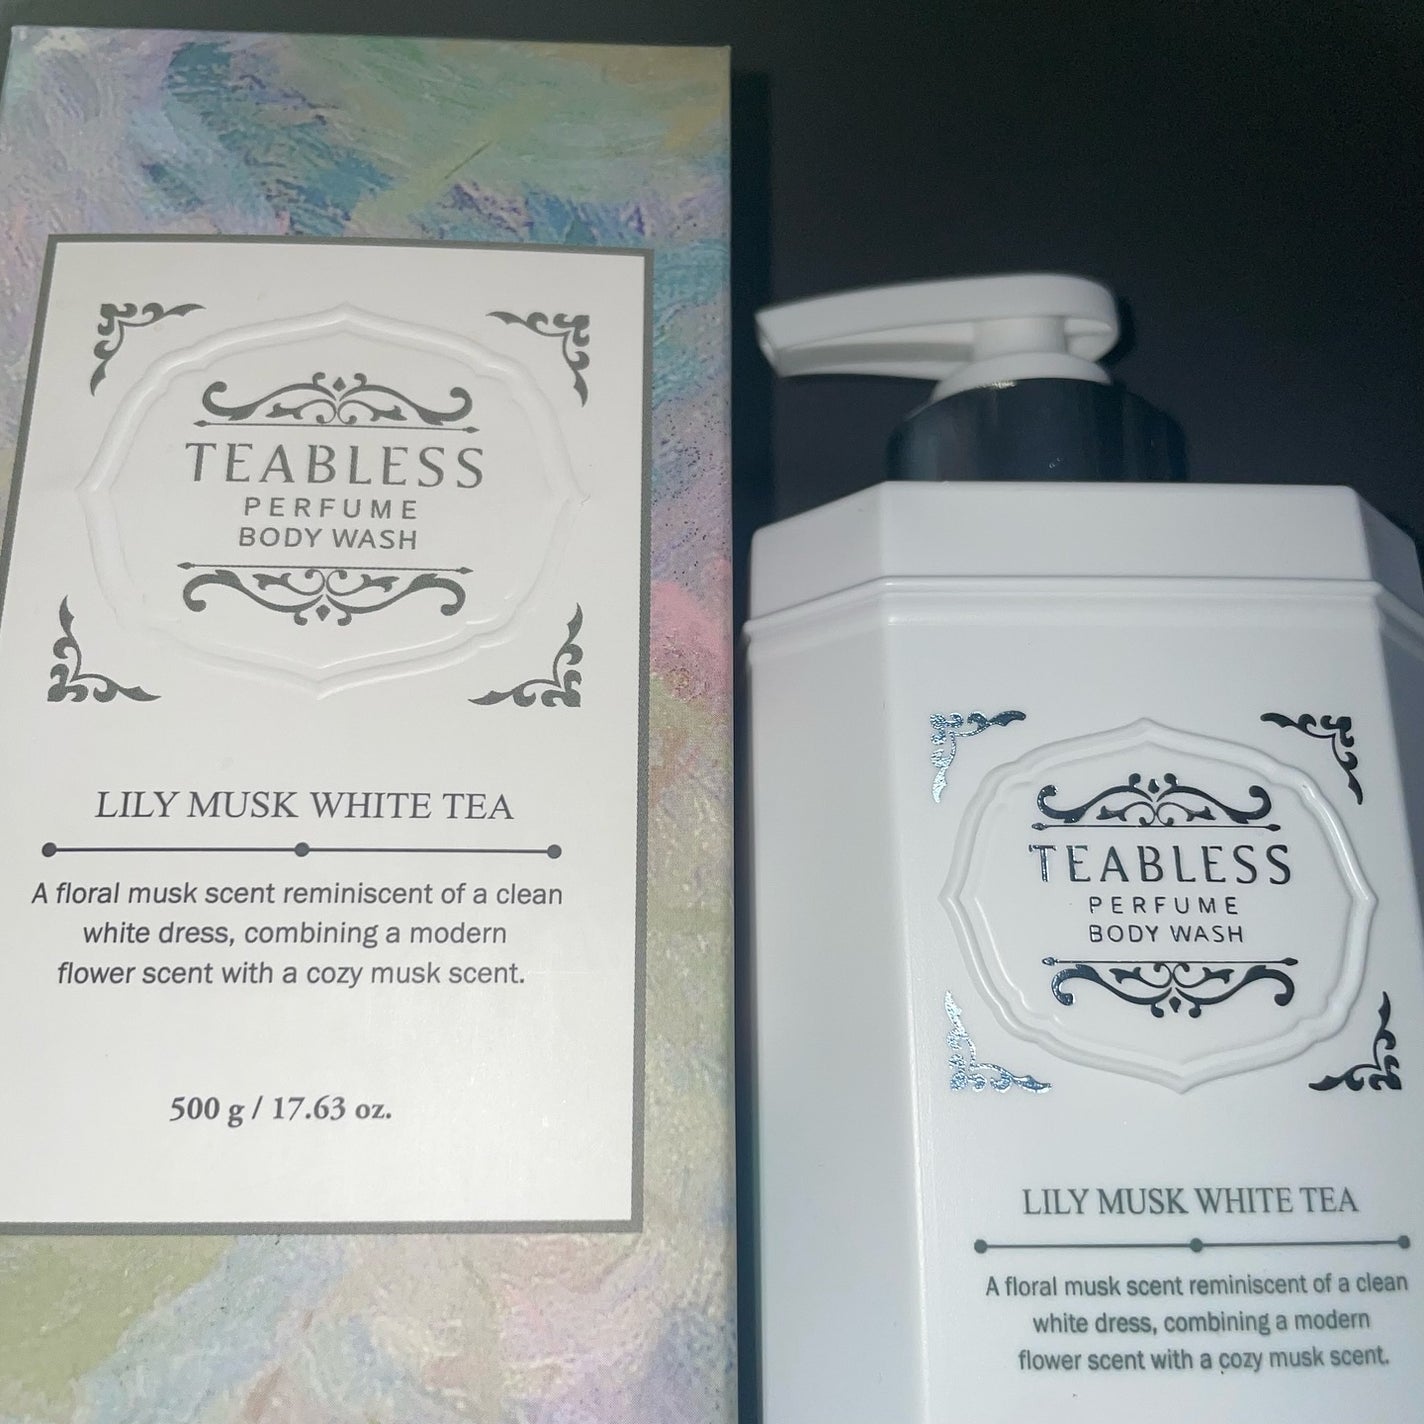 TEABLESS
PERFUME
BODY WASH
LILY MUSK WHITE TEA
A floral musk scent reminiscent of a clean
white dress, combining a modern
flower scent with a cozy musk scent.
500 g / 17.63 oz.
TEABLESS
PERFUME
BODY WASH
LILY MUSK WHITE TEA
A floral musk scent reminiscent of a clean
white dress, combining a modern
flower scent with a cozy musk scent.